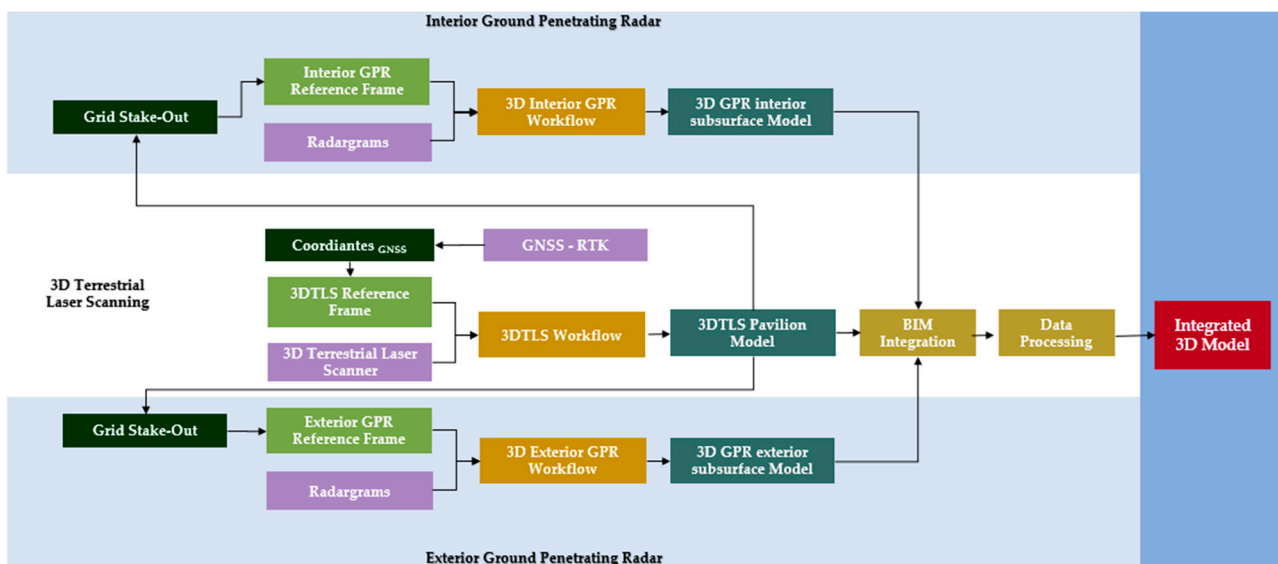 Interior Ground Penetrating Radar
Interior GPR
Reference Frame
Grid Stake-Out
Radargrams
3D Interior GPR
Workflow
3D GPR interior
subsurface Model
Coordiantes GNSS
GNSS - RTK
3D Terrestrial
Laser Scanning
3DTLS Reference
Frame
3D Terrestrial Laser
Scanner
3DTLS Workflow
3DTLS Pavilion
Model
BIM
Integration
Data
Processing
Integrated
3D Model
Grid Stake-Out
Exterior GPR
Reference Frame
Radargrams
3D Exterior GPR
Workflow
3D GPR exterior
subsurface Model
Exterior Ground Penetrating Radar